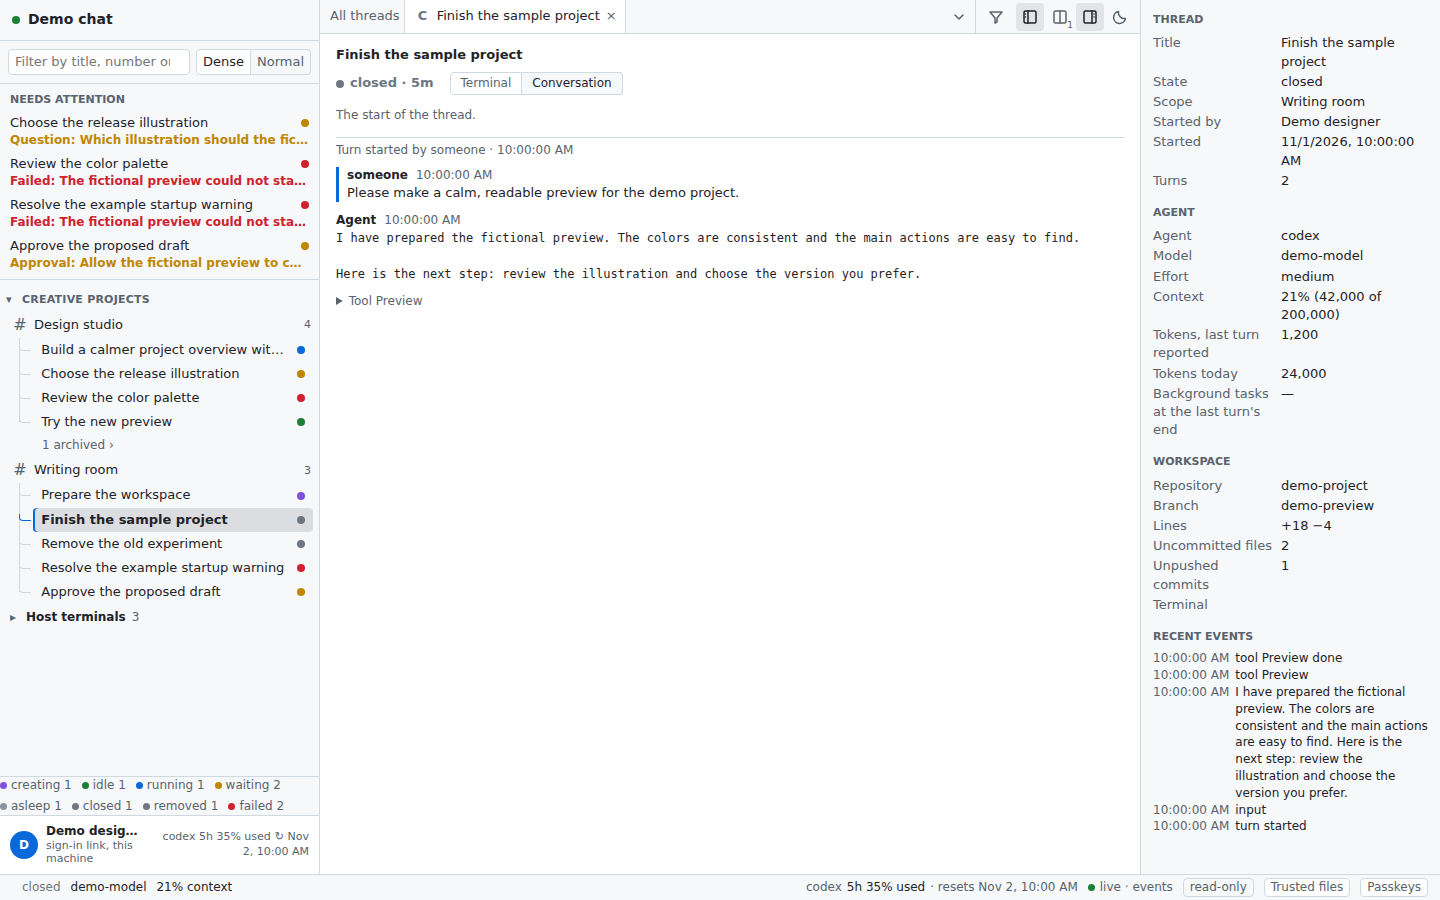 Demo chat
Filter by title, number or
Dense Normal
NEEDS ATTENTION
Choose the release illustration
Question: Which illustration should the fic…
Review the color palette
Failed: The fictional preview could not sta…
Resolve the example startup warning
Failed: The fictional preview could not sta…
Approve the proposed draft
Approval: Allow the fictional preview to c…
CREATIVE PROJECTS
# Design studio 4
Build a calmer project overview wit…
Choose the release illustration
Review the color palette
Try the new preview
1 archived ›
# Writing room 3
Prepare the workspace
Finish the sample project
Remove the old experiment
Resolve the example startup warning
Approve the proposed draft
Host terminals 3
creating 1 idle 1 running 1 waiting 2
asleep 1 closed 1 removed 1 failed 2
D
Demo desig…
sign-in link, this
machine
codex 5h 35% used ↻ Nov
2, 10:00 AM
All threads
C Finish the sample project ×
1
Finish the sample project
closed · 5m
Terminal Conversation
The start of the thread.
Turn started by someone · 10:00:00 AM
someone 10:00:00 AM
Please make a calm, readable preview for the demo project.
Agent 10:00:00 AM
I have prepared the fictional preview. The colors are consistent and the main actions are easy to find.
Here is the next step: review the illustration and choose the version you prefer.
Tool Preview
THREAD
Title Finish the sample
project
State closed
Scope Writing room
Started by Demo designer
Started 11/1/2026, 10:00:00
AM
Turns 2
AGENT
Agent codex
Model demo-model
Effort medium
Context 21% (42,000 of
200,000)
Tokens, last turn 1,200
reported
Tokens today 24,000
Background tasks —
at the last turn's
end
WORKSPACE
Repository demo-project
Branch demo-preview
Lines +18 −4
Uncommitted files 2
Unpushed 1
commits
Terminal
RECENT EVENTS
10:00:00 AM tool Preview done
10:00:00 AM tool Preview
10:00:00 AM I have prepared the fictional
preview. The colors are
consistent and the main actions
are easy to find. Here is the
next step: review the
illustration and choose the
version you prefer.
10:00:00 AM input
10:00:00 AM turn started
closed demo-model 21% context
codex 5h 35% used · resets Nov 2, 10:00 AM live · events read-only Trusted files Passkeys